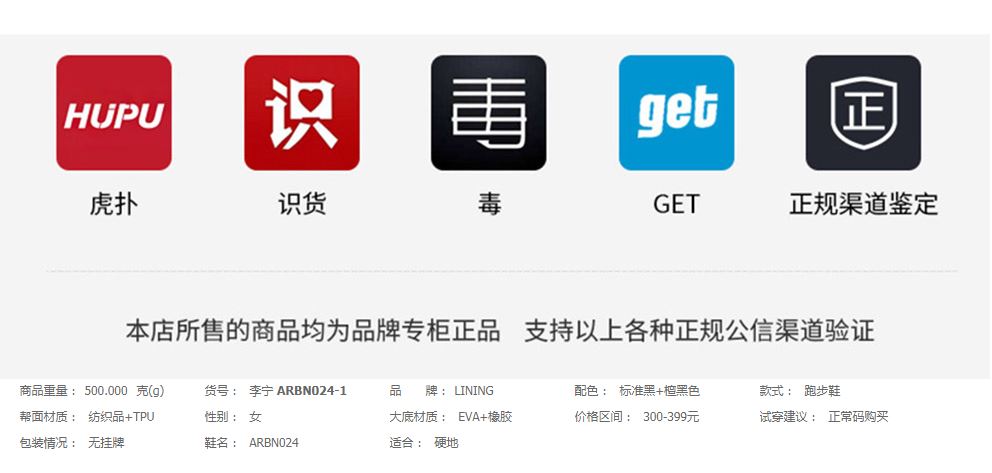 HUPU 识 毒 get 正
虎扑 识货 毒 GET 正规渠道鉴定
本店所售的商品均为品牌专柜正品 支持以上各种正规公信渠道验证
商品重量： 500.000 克(g) 货号： 李宁 ARBN024-1 品 牌： LINING 配色： 标准黑+檀黑色 款式： 跑步鞋
帮面材质： 纺织品+TPU 性别： 女 大底材质： EVA+橡胶 价格区间： 300-399元 试穿建议： 正常码购买
包装情况： 无挂牌 鞋名： ARBN024 适合： 硬地